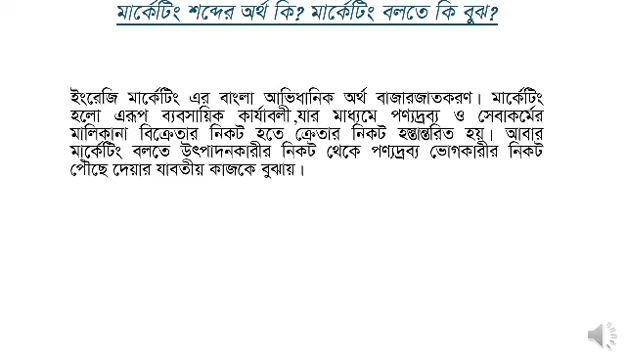 মার্কেটিং শব্দের অর্থ কি? মার্কেটিং বলতে কি বুঝ?
ইংরেজি মার্কেটিং এর বাংলা আভিধানিক অর্থ বাজারজাতকরণ। মার্কেটিং
হলো এরূপ ব্যবসায়িক কার্যাবলী,যার মাধ্যমে পণ্যদ্রব্য ও সেবাকর্মের
মালিকানা বিক্রেতার নিকট হতে ক্রেতার নিকট হস্তান্তরিত হয়। আবার
মার্কেটিং বলতে উৎপাদনকারীর নিকট থেকে পণ্যদ্রব্য ভোগকারীর নিকট
পৌছে দেয়ার যাবতীয় কাজকে বুঝায়।